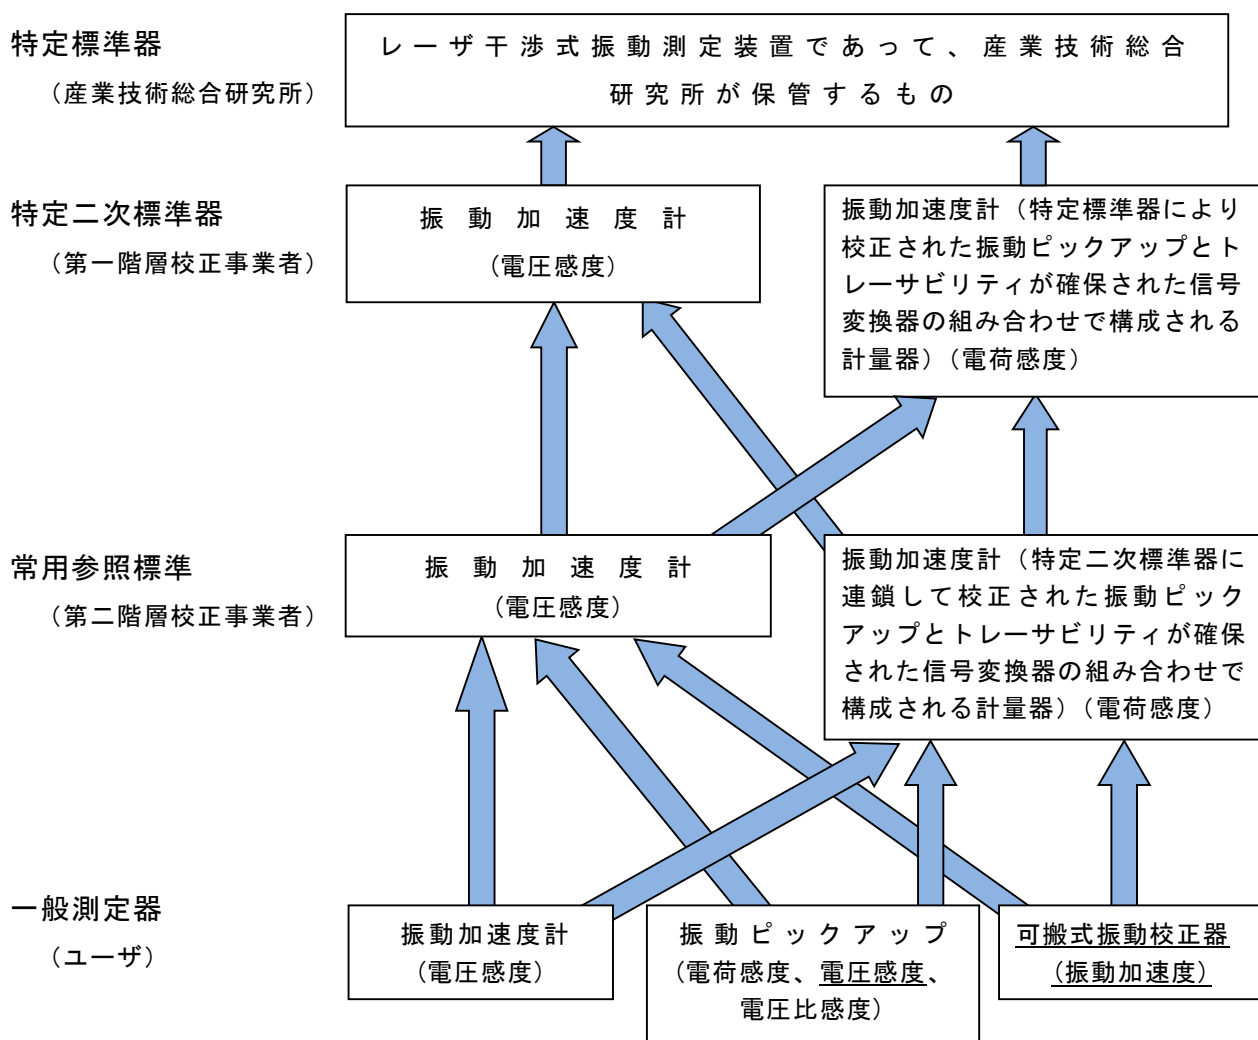 特定標準器
（産業技術総合研究所）
レーザ干渉式振動測定装置であって、産業技術総合
研究所が保管するもの
特定二次標準器
（第一階層校正事業者）
振動加速度計
（電圧感度）
振動加速度計（特定標準器により
校正された振動ピックアップとト
レーサビリティが確保された信号
変換器の組み合わせで構成される
計量器）（電荷感度）
常用参照標準
（第二階層校正事業者）
振動加速度計
（電圧感度）
振動加速度計（特定二次標準器に
連鎖して校正された振動ピック
アップとトレーサビリティが確保
された信号変換器の組み合わせで
構成される計量器）（電荷感度）
一般測定器
（ユーザ）
振動加速度計
（電圧感度）
振動ピックアップ
（電荷感度、電圧感度、
電圧比感度）
可搬式振動校正器
（振動加速度）